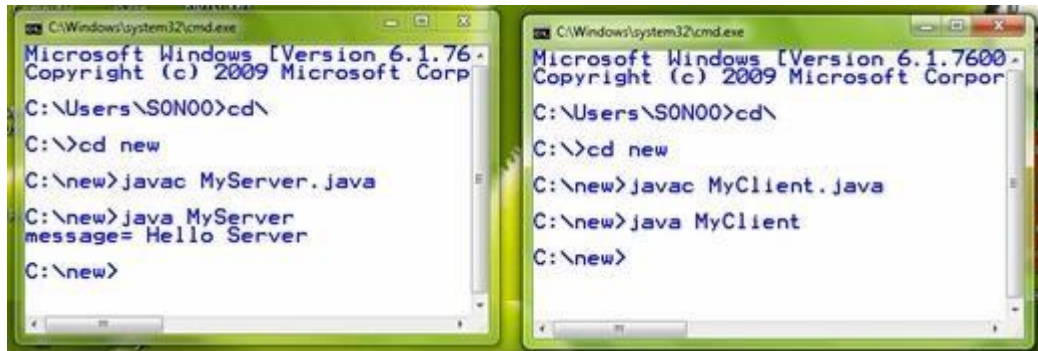 C:\Windows\system32\cmd.exe
Microsoft Windows [Version 6.1.76
Copyright (c) 2009 Microsoft Corp
C:\Users\SONOO>cd\
C:\>cd new
C:\new>javac MyServer.java
C:\new>java MyServer
message= Hello Server
C:\new>
C:\Windows\system32\cmd.exe
Microsoft Windows [Version 6.1.7600
Copyright (c) 2009 Microsoft Corpor
C:\Users\SONOO>cd\
C:\>cd new
C:\new>javac MyClient.java
C:\new>java MyClient
C:\new>